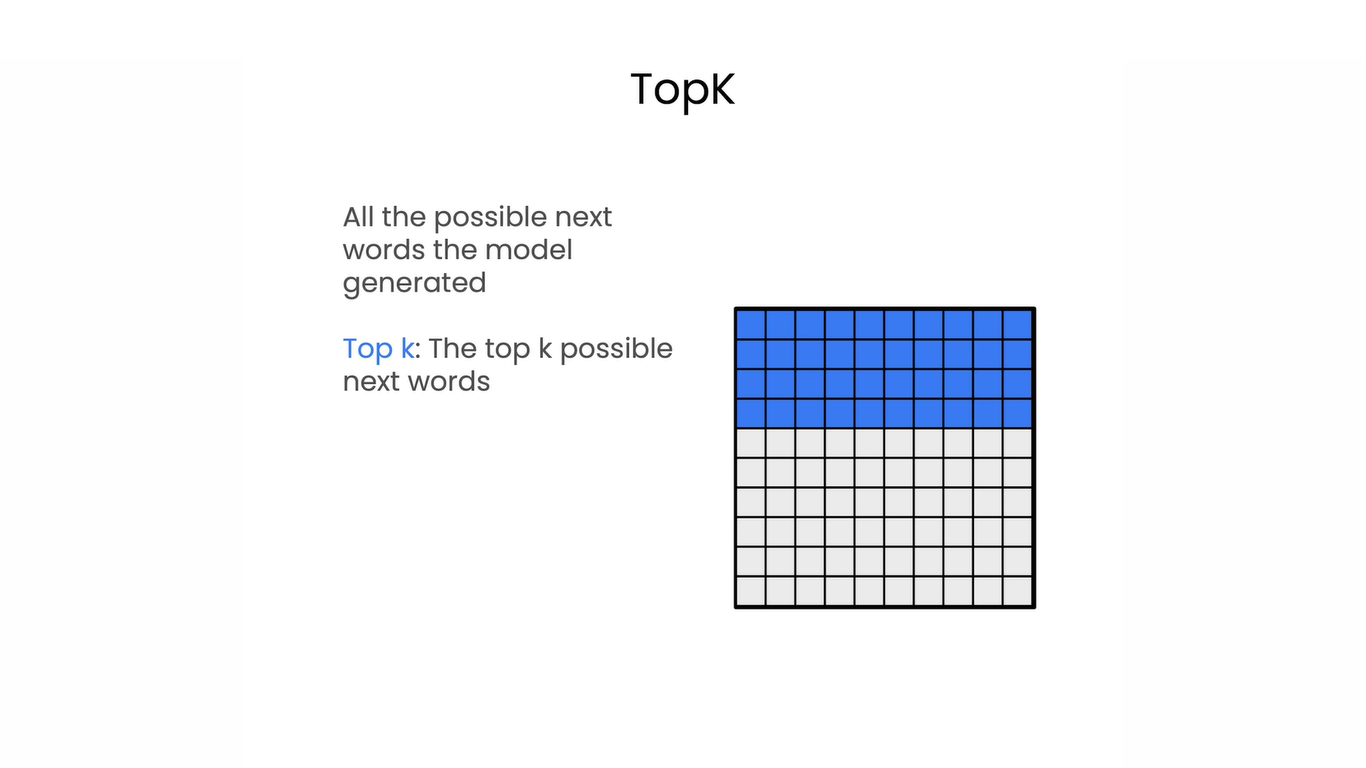 TopK
All the possible next
words the model
generated
Top k: The top k possible
next words